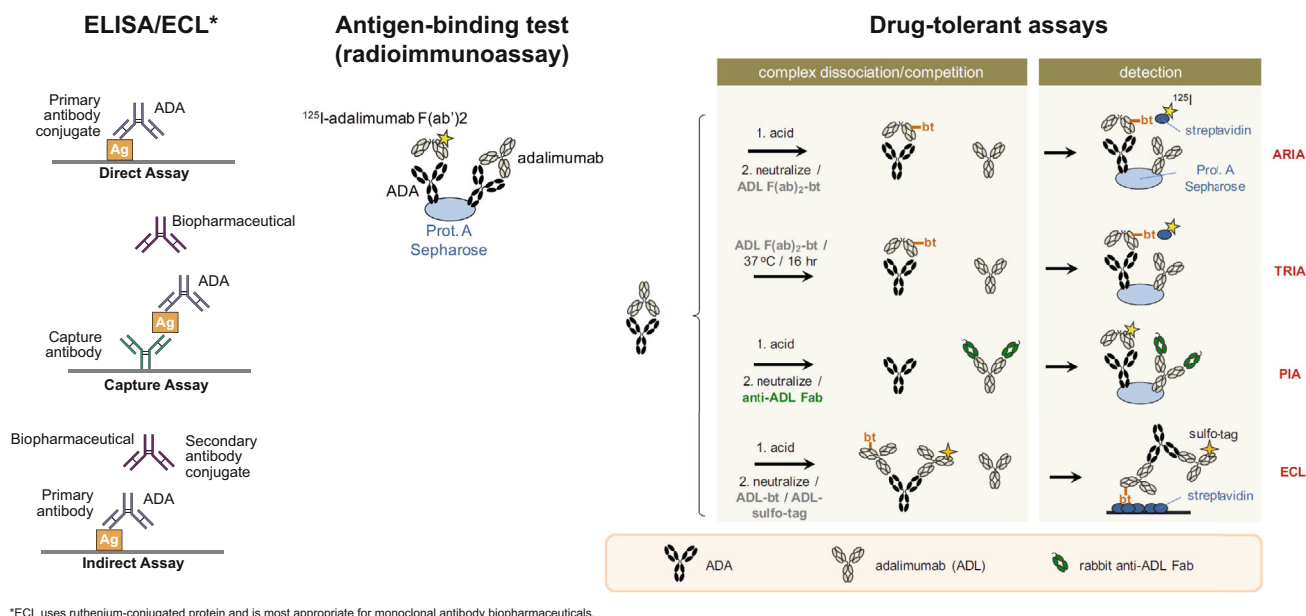 ELISA/ECL*
Primary
antibody
conjugate
ADA
Ag
Direct Assay
Biopharmaceutical
ADA
Ag
Capture
antibody
Capture Assay
Biopharmaceutical
Secondary
antibody
conjugate
Primary
antibody
ADA
Ag
Indirect Assay
Antigen-binding test
(radioimmunoassay)
¹²⁵I-adalimumab F(ab')2
adalimumab
ADA
Prot. A
Sepharose
Drug-tolerant assays
complex dissociation/competition
detection
1. acid
2. neutralize /
ADL F(ab)₂-bt
bt
¹²⁵I
bt
streptavidin
Prot. A
Sepharose
ARIA
ADL F(ab)₂-bt /
37 ºC / 16 hr
bt
bt
TRIA
1. acid
2. neutralize /
anti-ADL Fab
PIA
1. acid
2. neutralize /
ADL-bt / ADL-
sulfo-tag
bt
sulfo-tag
bt
streptavidin
ECL
ADA
adalimumab (ADL)
rabbit anti-ADL Fab
*ECL uses ruthenium-conjugated protein and is most appropriate for monoclonal antibody biopharmaceuticals.